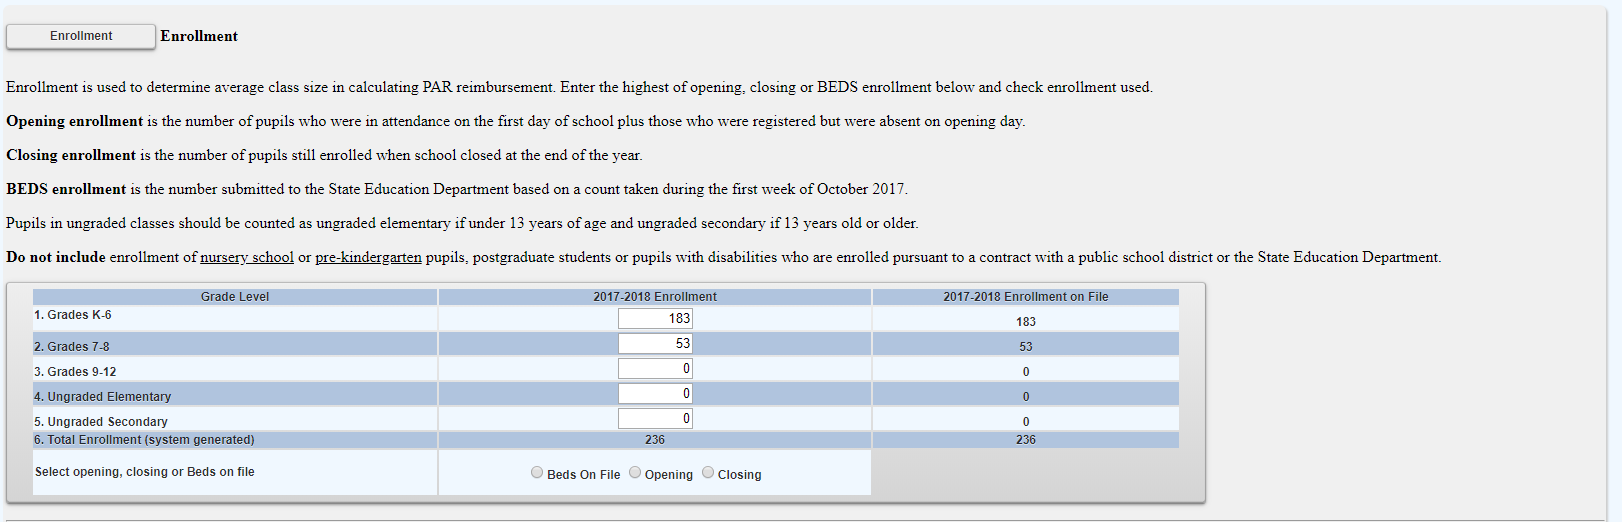 Enrollment Enrollment
Enrollment is used to determine average class size in calculating PAR reimbursement. Enter the highest of opening, closing or BEDS enrollment below and check enrollment used.
Opening enrollment is the number of pupils who were in attendance on the first day of school plus those who were registered but were absent on opening day.
Closing enrollment is the number of pupils still enrolled when school closed at the end of the year.
BEDS enrollment is the number submitted to the State Education Department based on a count taken during the first week of October 2017.
Pupils in ungraded classes should be counted as ungraded elementary if under 13 years of age and ungraded secondary if 13 years old or older.
Do not include enrollment of nursery school or pre-kindergarten pupils, postgraduate students or pupils with disabilities who are enrolled pursuant to a contract with a public school district or the State Education Department.
Grade Level 2017-2018 Enrollment 2017-2018 Enrollment on File
1. Grades K-6 183 183
2. Grades 7-8 53 53
3. Grades 9-12 0 0
4. Ungraded Elementary 0 0
5. Ungraded Secondary 0 0
6. Total Enrollment (system generated) 236 236
Select opening, closing or Beds on file Beds On File Opening Closing